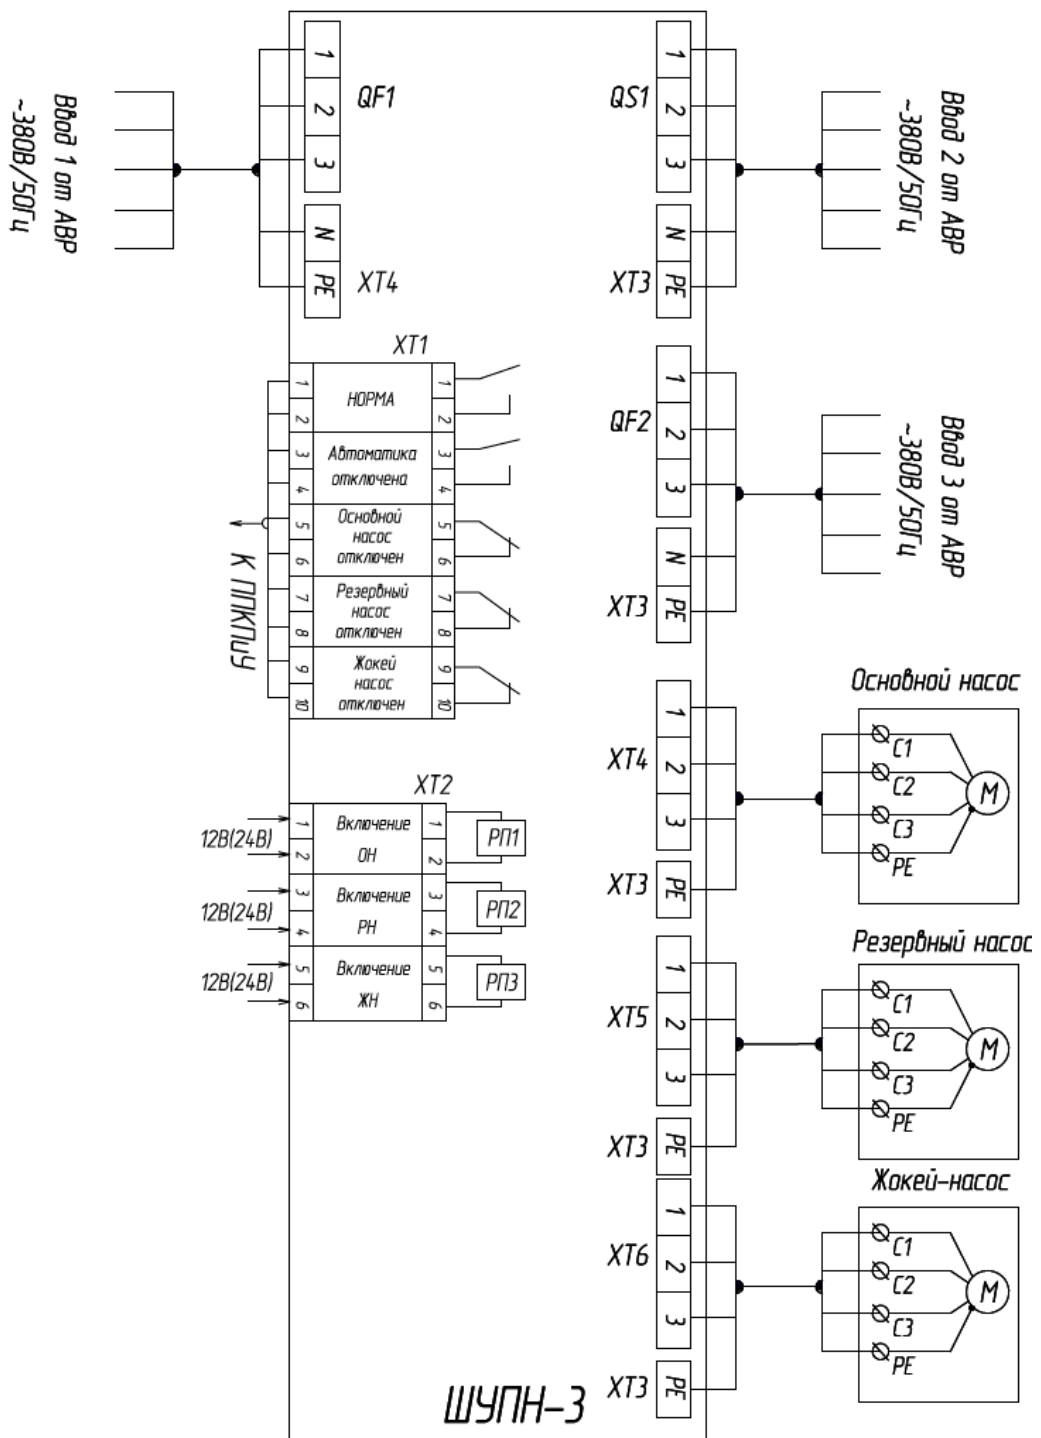 Ввод 1 от АВР
~380В/50Гц
1
2
3
QF1
N
PE
XT4
1
2
3
QS1
N
PE
XT3
Ввод 2 от АВР
~380В/50Гц
XT1
1
НОРМА
1
2
2
3
Автоматика
3
4
отключена
4
5
Основной
5
насос
6
отключен
6
7
Резервный
7
насос
8
отключен
8
9
Жокей
9
насос
10
отключен
10
К ППКПиУ
1
2
3
QF2
N
PE
XT3
Ввод 3 от АВР
~380В/50Гц
XT2
12В(24В)
1
Включение
1
2
ОН
2
РП1
12В(24В)
3
Включение
3
4
РН
4
РП2
12В(24В)
5
Включение
5
6
ЖН
6
РП3
1
XT4
2
3
XT3
PE
Основной насос
C1
C2
C3
PE
M
1
XT5
2
3
XT3
PE
Резервный насос
C1
C2
C3
PE
M
1
XT6
2
3
XT3
PE
Жокей-насос
C1
C2
C3
PE
M
ШУПН-3